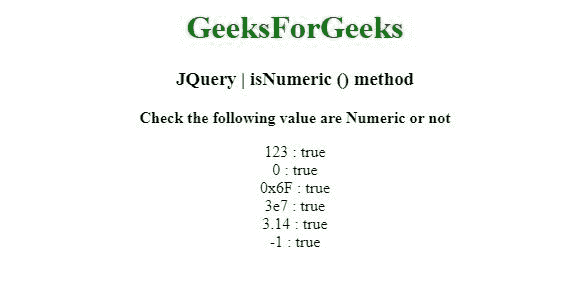 GeeksForGeeks
JQuery | isNumeric () method
Check the following value are Numeric or not
123 : true
0 : true
0x6F : true
3e7 : true
3.14 : true
-1 : true